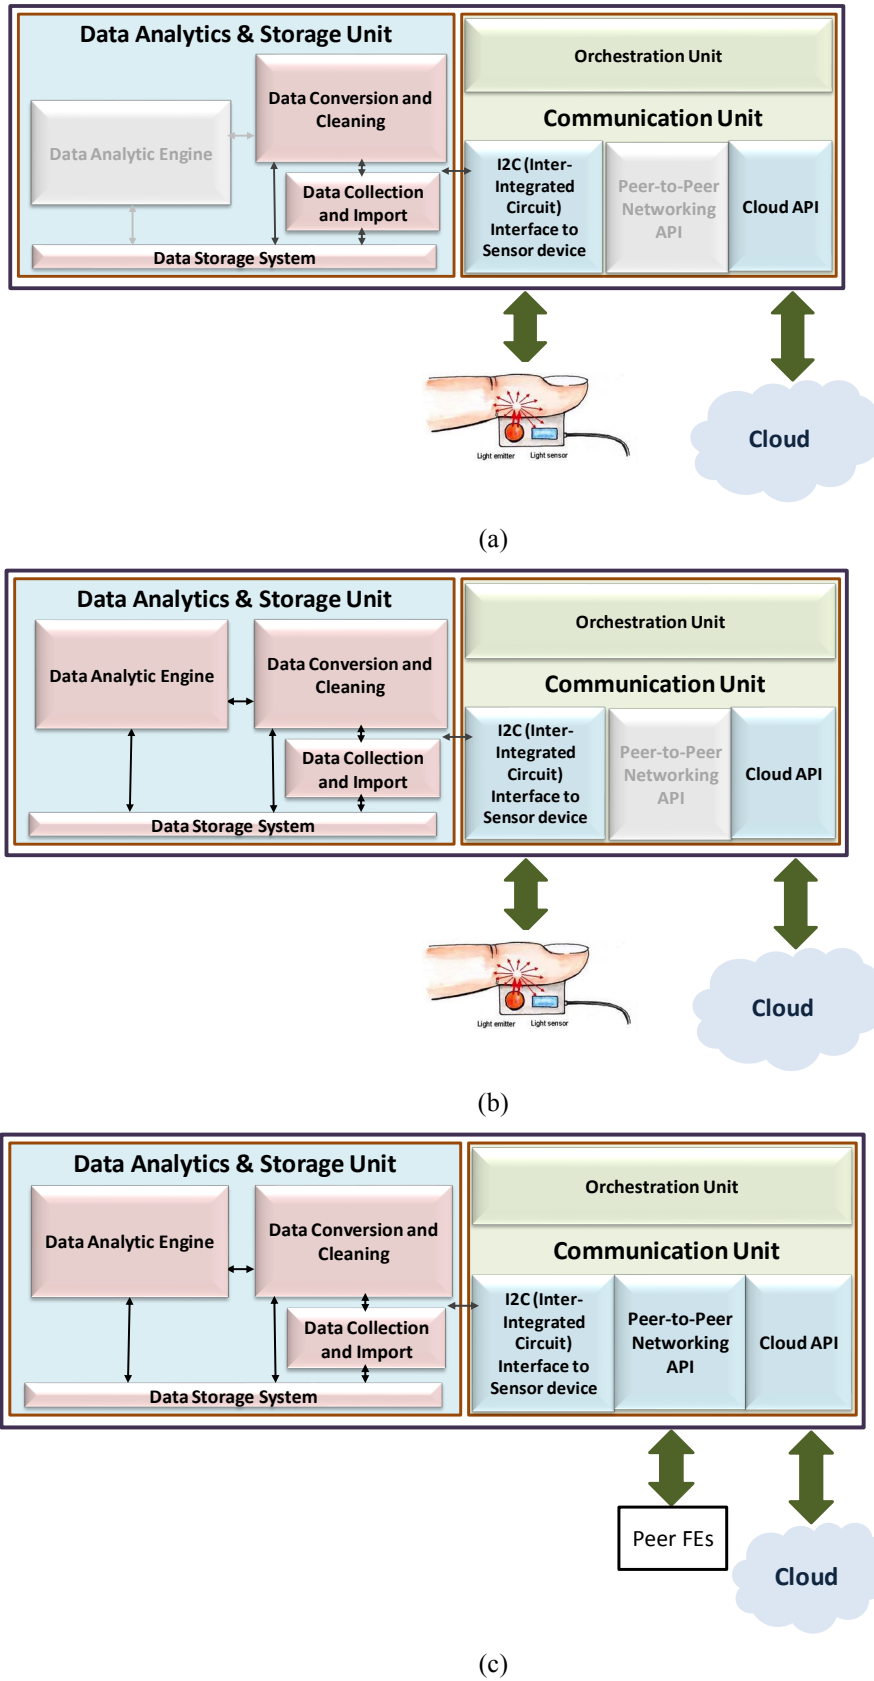 Data Analytics & Storage Unit
Data Conversion and
Cleaning
Data Analytic Engine
Data Collection
and Import
Data Storage System
Orchestration Unit
Communication Unit
I2C (Inter-
Integrated
Circuit)
Interface to
Sensor device
Peer-to-Peer
Networking
API
Cloud API
Light emitter
Light sensor
Cloud
(a)
Data Analytics & Storage Unit
Data Analytic Engine
Data Conversion and
Cleaning
Data Collection
and Import
Data Storage System
Orchestration Unit
Communication Unit
I2C (Inter-
Integrated
Circuit)
Interface to
Sensor device
Peer-to-Peer
Networking
API
Cloud API
Light emitter
Light sensor
Cloud
(b)
Data Analytics & Storage Unit
Data Analytic Engine
Data Conversion and
Cleaning
Data Collection
and Import
Data Storage System
Orchestration Unit
Communication Unit
I2C (Inter-
Integrated
Circuit)
Interface to
Sensor device
Peer-to-Peer
Networking
API
Cloud API
Peer FEs
Cloud
(c)